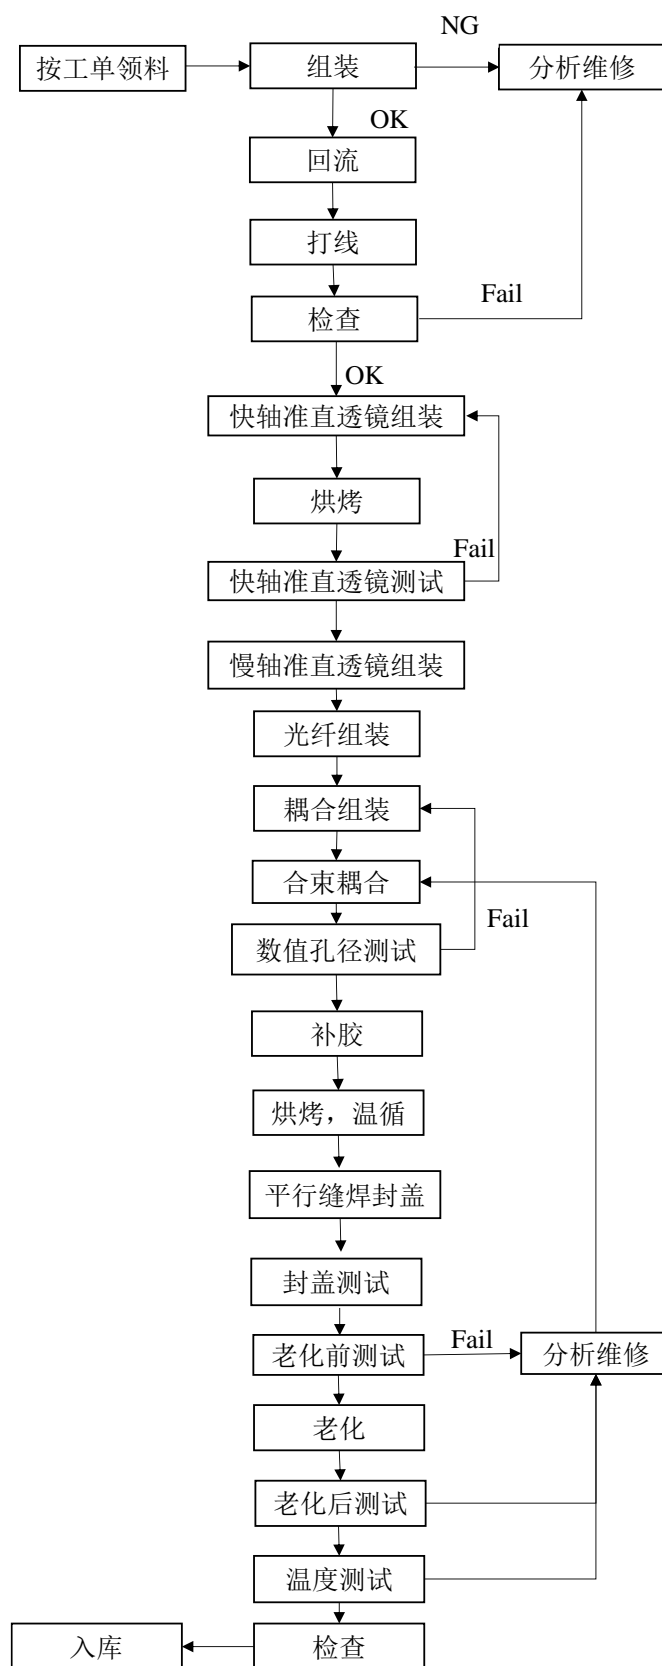 NG
按工单领料
组装
分析维修
OK
回流
打线
检查
Fail
OK
快轴准直透镜组装
烘烤
Fail
快轴准直透镜测试
慢轴准直透镜组装
光纤组装
耦合组装
合束耦合
Fail
数值孔径测试
补胶
烘烤，温循
平行缝焊封盖
封盖测试
Fail
老化前测试
分析维修
老化
老化后测试
温度测试
入库
检查